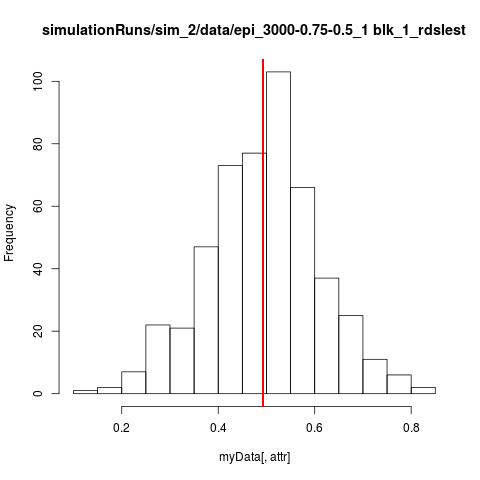 simulationRuns/sim_2/data/epi_3000-0.75-0.5_1 blk_1_rdslest
Frequency
100
80
60
40
20
0
0.2 0.4 0.6 0.8
myData[, attr]